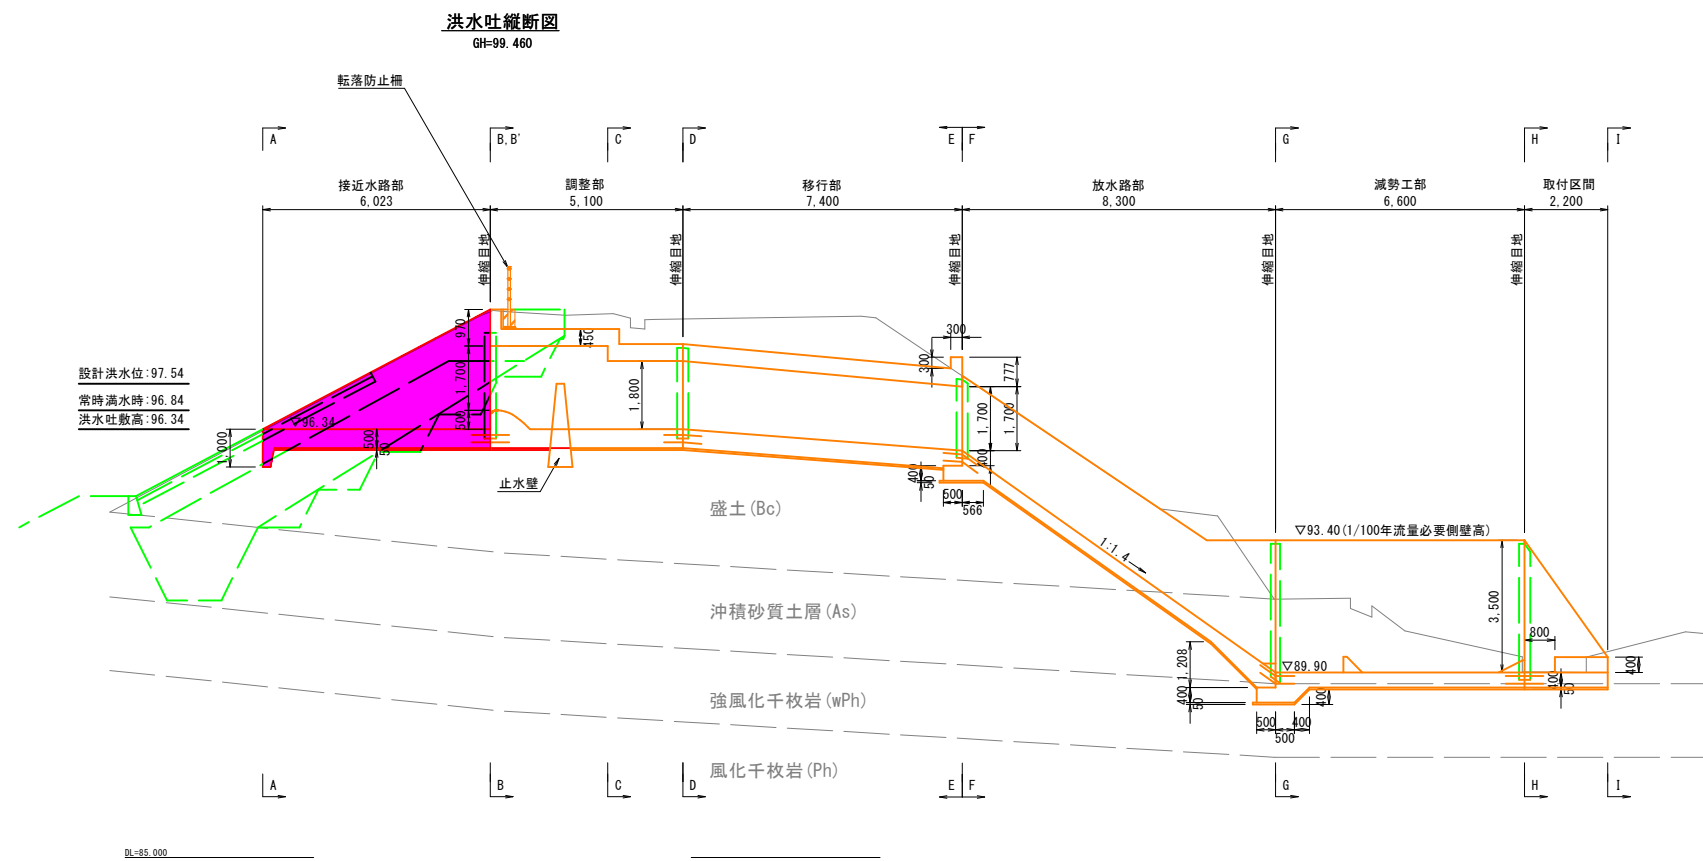 洪水吐縦断図
GH=99.460
転落防止柵
A
B,B'
C
D
E
F
G
H
I
接近水路部
調整部
移行部
放水路部
減勢工部
取付区間
6,023
5,100
7,400
8,300
6,600
2,200
伸縮目地
伸縮目地
伸縮目地
伸縮目地
伸縮目地
970
450
300
300
777
設計洪水位:97.54
常時満水時:96.84
洪水吐敷高:96.34
1,700
1,800
1,700
1,700
500
▽96.34
1,000
500
50
止水壁
400
400
50
500
566
盛土(Bc)
1:1.4
▽93.40(1/100年流量必要側壁高)
3,500
沖積砂質土層(As)
800
1,208
▽89.90
400
400
50
400
50
400
強風化千枚岩(wPh)
500
400
500
風化千枚岩(Ph)
A
B
C
D
E
F
G
H
I
DL=85.000